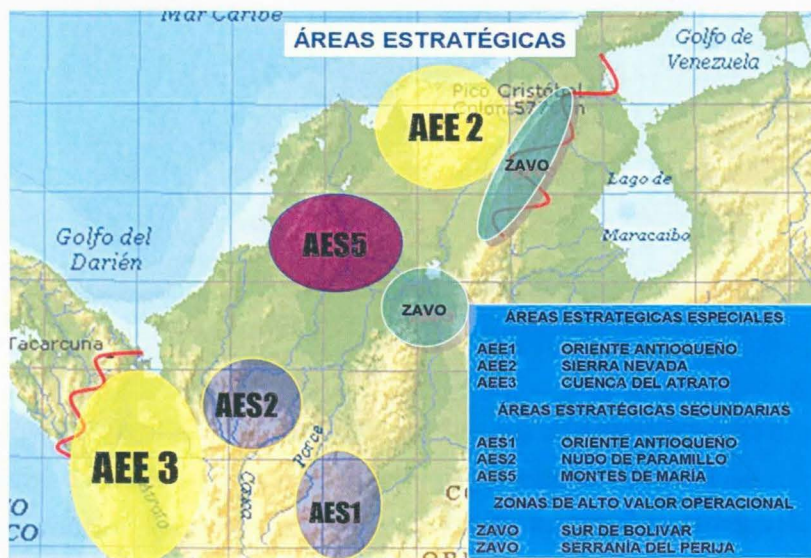 Mar Caribe
ÁREAS ESTRATÉGICAS
Golfo de
Venezuela
Pico Cristóbal
AEE 2
ZAVO
Lago de
Maracaibo
Golfo del
Darién
AES5
ZAVO
Tacarcuna
AES2
AEE 3
Atrato
Cauca
Porce
AES1
ÁREAS ESTRATEGICAS ESPECIALES
AEE1 ORIENTE ANTIOQUEÑO
AEE2 SIERRA NEVADA
AEE3 CUENCA DEL ATRATO
ÁREAS ESTRATÉGICAS SECUNDARIAS
AES1 ORIENTE ANTIOQUEÑO
AES2 NUDO DE PARAMILLO
AES5 MONTES DE MARÍA
ZONAS DE ALTO VALOR OPERACIONAL
ZAVO SUR DE BOLIVAR
ZAVO SERRANÍA DEL PERIJA